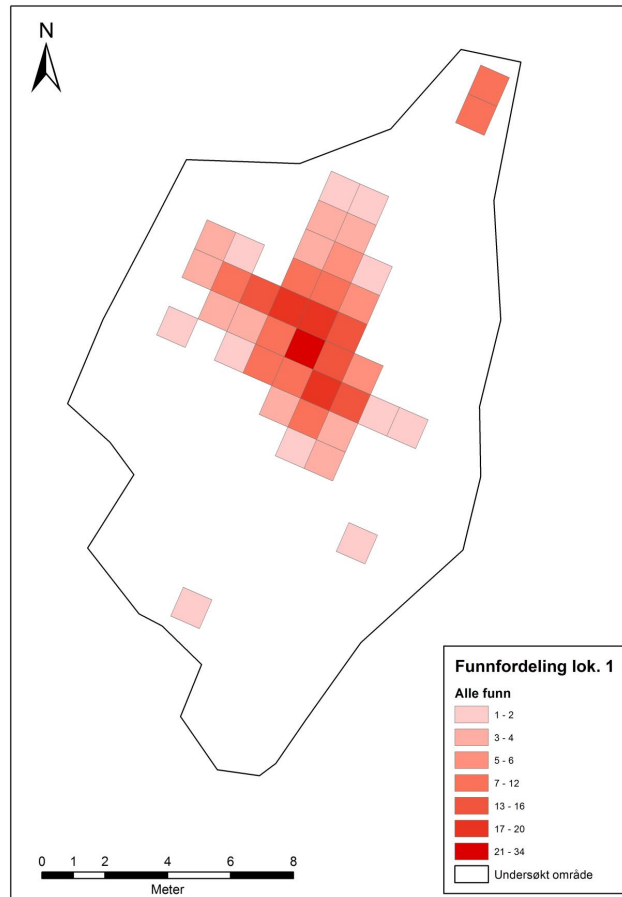 N
Funnfordeling lok. 1
Alle funn
1 - 2
3 - 4
5 - 6
7 - 12
13 - 16
17 - 20
21 - 34
Undersøkt område
0 1 2 4 6 8
Meter